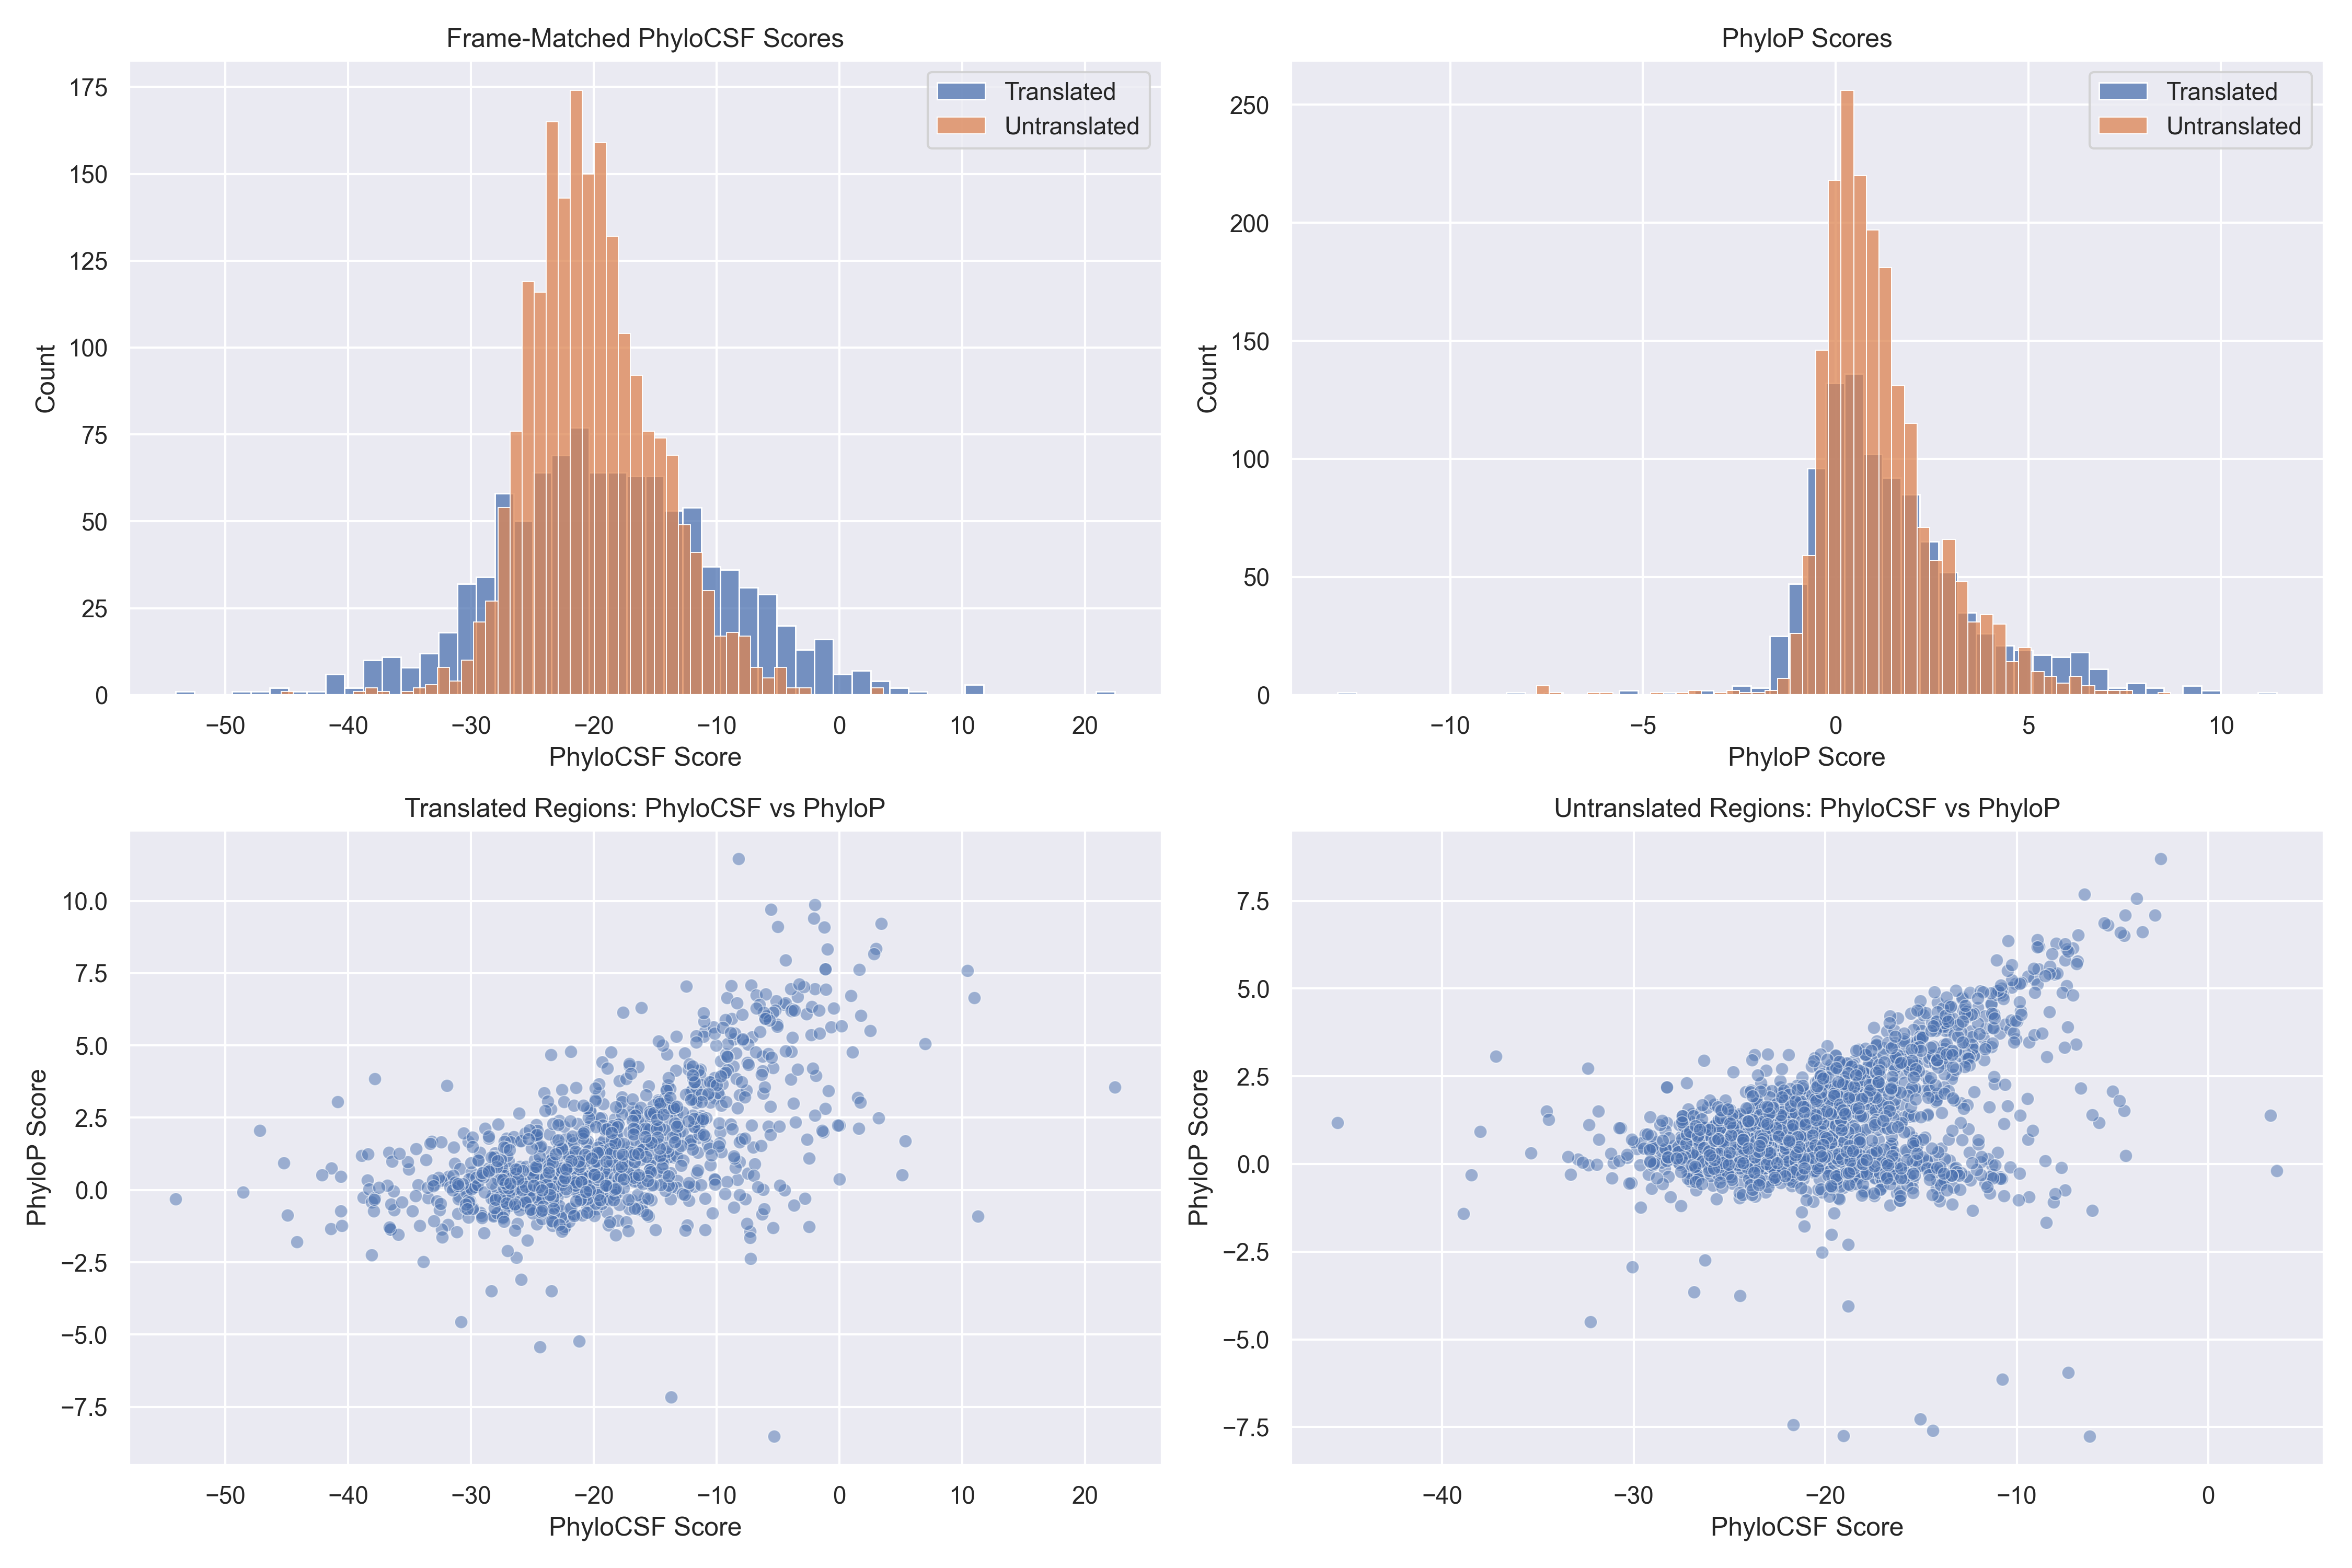 Frame-Matched PhyloCSF Scores
Translated
Untranslated
175
150
125
100
75
50
25
0
Count
−50 −40 −30 −20 −10 0 10 20
PhyloCSF Score
PhyloP Scores
Translated
Untranslated
250
200
150
100
50
0
Count
−10 −5 0 5 10
PhyloP Score
Translated Regions: PhyloCSF vs PhyloP
10.0
7.5
5.0
2.5
0.0
−2.5
−5.0
−7.5
PhyloP Score
−50 −40 −30 −20 −10 0 10 20
PhyloCSF Score
Untranslated Regions: PhyloCSF vs PhyloP
7.5
5.0
2.5
0.0
−2.5
−5.0
−7.5
PhyloP Score
−40 −30 −20 −10 0
PhyloCSF Score